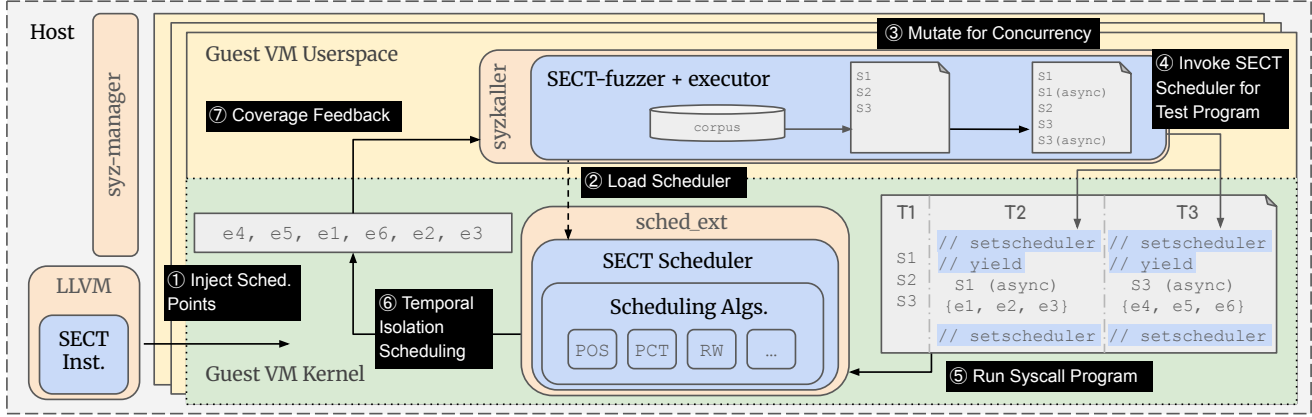 Host
syz-manager
Guest VM Userspace
③ Mutate for Concurrency
④ Invoke SECT
Scheduler for
Test Program
syzkaller
SECT-fuzzer + executor
corpus
S1
S2
S3
S1
S1(async)
S2
S3
S3(async)
⑦ Coverage Feedback
② Load Scheduler
e4, e5, e1, e6, e2, e3
sched_ext
SECT Scheduler
Scheduling Algs.
POS
PCT
RW
...
T1
T2
T3
S1
S2
S3
// setscheduler
// yield
S1 (async)
{e1, e2, e3}
// setscheduler
// setscheduler
// yield
S3 (async)
{e4, e5, e6}
// setscheduler
① Inject Sched.
Points
LLVM
SECT
Inst.
⑥ Temporal
Isolation
Scheduling
Guest VM Kernel
⑤ Run Syscall Program